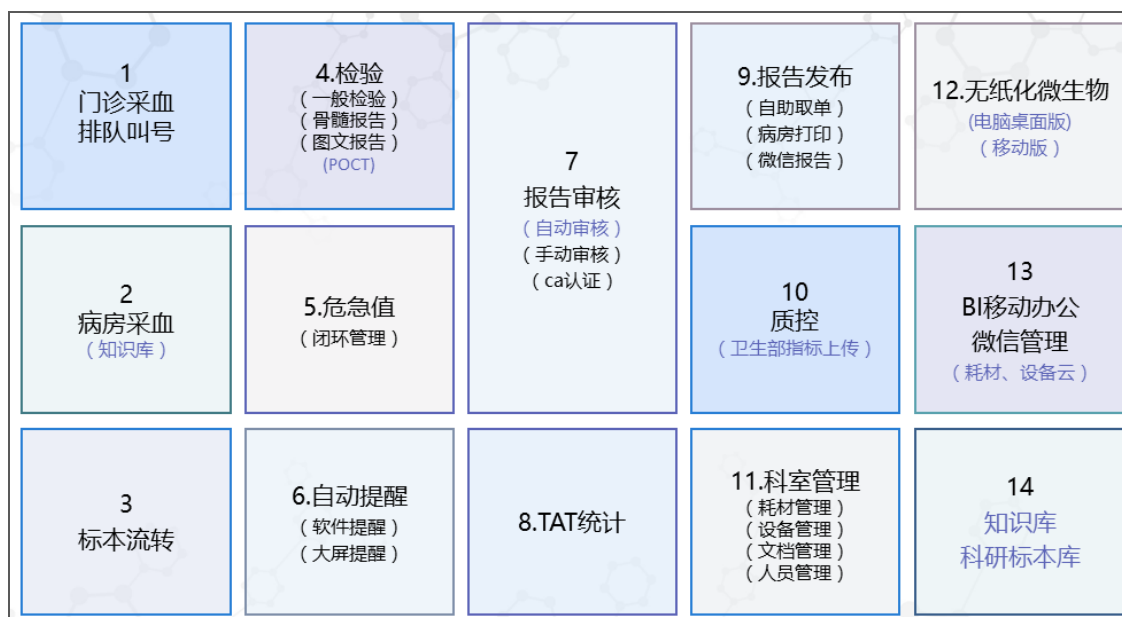 1
门诊采血
排队叫号
2
病房采血
（知识库）
3
标本流转
4.检验
（一般检验）
（骨髓报告）
（图文报告）
(POCT)
5.危急值
（闭环管理）
6.自动提醒
（软件提醒）
（大屏提醒）
7
报告审核
（自动审核）
（手动审核）
（ca认证）
8.TAT统计
9.报告发布
（自助取单）
（病房打印）
（微信报告）
10
质控
（卫生部指标上传）
11.科室管理
（耗材管理）
（设备管理）
（文档管理）
（人员管理）
12.无纸化微生物
(电脑桌面版)
（移动版）
13
BI移动办公
微信管理
（耗材、设备云）
14
知识库
科研标本库